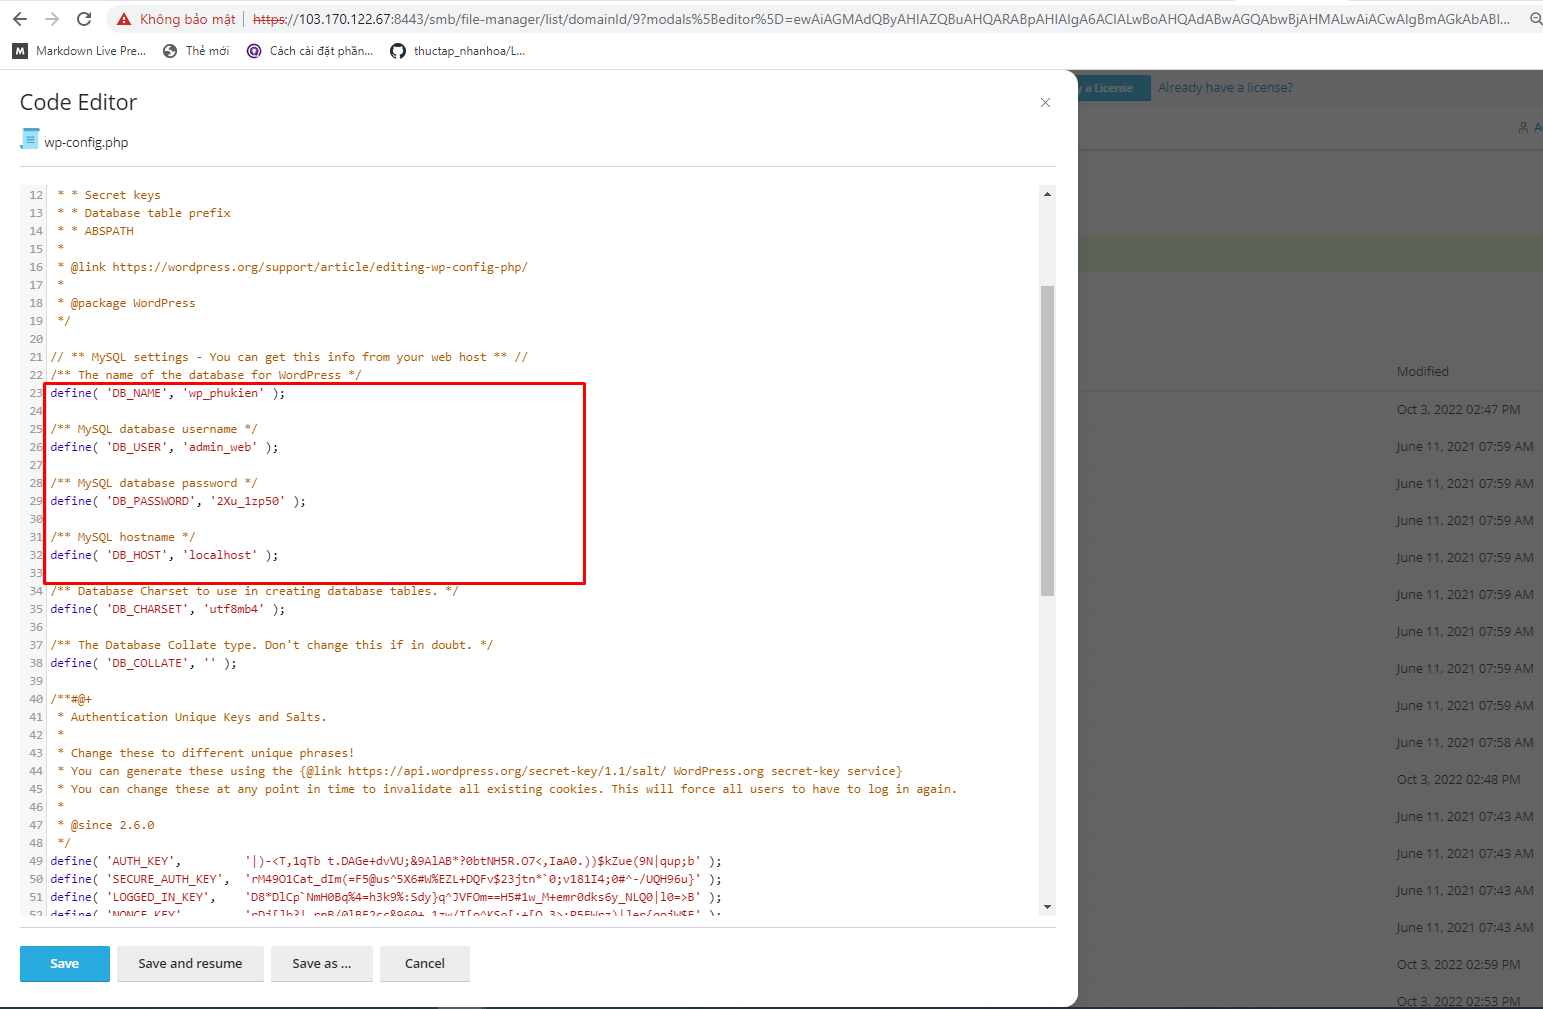 Không bảo mật | https://103.170.122.67:8443/smb/file-manager/list/domainId/9?modals%5Beditor%5D=ewAiAGMAdQByAHIAZQBuAHQARABpAHIAIgA6ACIALwBoAHQAdABwAGQAbwBjAHMALwAiACwAIgBmAGkAbABl...
Markdown Live Pre... Thẻ mới Cách cài đặt phần... thuctap_nhanhoa/L...
Code Editor
y a License Already have a license?
wp-config.php
12 * * Secret keys
13 * * Database table prefix
14 * * ABSPATH
15 *
16 * @link https://wordpress.org/support/article/editing-wp-config-php/
17 *
18 * @package WordPress
19 */
20
21 // ** MySQL settings - You can get this info from your web host ** //
22 /** The name of the database for WordPress */
23 define( 'DB_NAME', 'wp_phukien' );
24
25 /** MySQL database username */
26 define( 'DB_USER', 'admin_web' );
27
28 /** MySQL database password */
29 define( 'DB_PASSWORD', '2Xu_1zp50' );
30
31 /** MySQL hostname */
32 define( 'DB_HOST', 'localhost' );
33
34 /** Database Charset to use in creating database tables. */
35 define( 'DB_CHARSET', 'utf8mb4' );
36
37 /** The Database Collate type. Don't change this if in doubt. */
38 define( 'DB_COLLATE', '' );
39
40 /**#@+
41 * Authentication Unique Keys and Salts.
42 *
43 * Change these to different unique phrases!
44 * You can generate these using the {@link https://api.wordpress.org/secret-key/1.1/salt/ WordPress.org secret-key service}
45 * You can change these at any point in time to invalidate all existing cookies. This will force all users to have to log in again.
46 *
47 * @since 2.6.0
48 */
49 define( 'AUTH_KEY', '|)-<T,1qTb t.DAGe+dvVU;&9AlAB*?0btNH5R.O7<,IaA0.))$kZue(9N|qup;b' );
50 define( 'SECURE_AUTH_KEY', 'rM49O1Cat_dIm(=F5@us^5X6#W%EZL+DQFv$23jtn*`0;v181I4;0#^-/UQH96u}' );
51 define( 'LOGGED_IN_KEY', 'D8*DlCp`NmH0Bq%4=h3k9%:Sdy}q^JVFOm==H5#1w_M+emr0dks6y_NLQ0|l0=>B' );
52 define( 'NONCE_KEY'
Modified
Oct 3, 2022 02:47 PM
June 11, 2021 07:59 AM
June 11, 2021 07:59 AM
June 11, 2021 07:59 AM
June 11, 2021 07:59 AM
June 11, 2021 07:59 AM
June 11, 2021 07:59 AM
June 11, 2021 07:59 AM
June 11, 2021 07:59 AM
June 11, 2021 07:58 AM
Oct 3, 2022 02:48 PM
June 11, 2021 07:43 AM
June 11, 2021 07:43 AM
June 11, 2021 07:43 AM
June 11, 2021 07:43 AM
Oct 3, 2022 02:59 PM
Oct 3, 2022 02:53 PM
Save Save and resume Save as ... Cancel